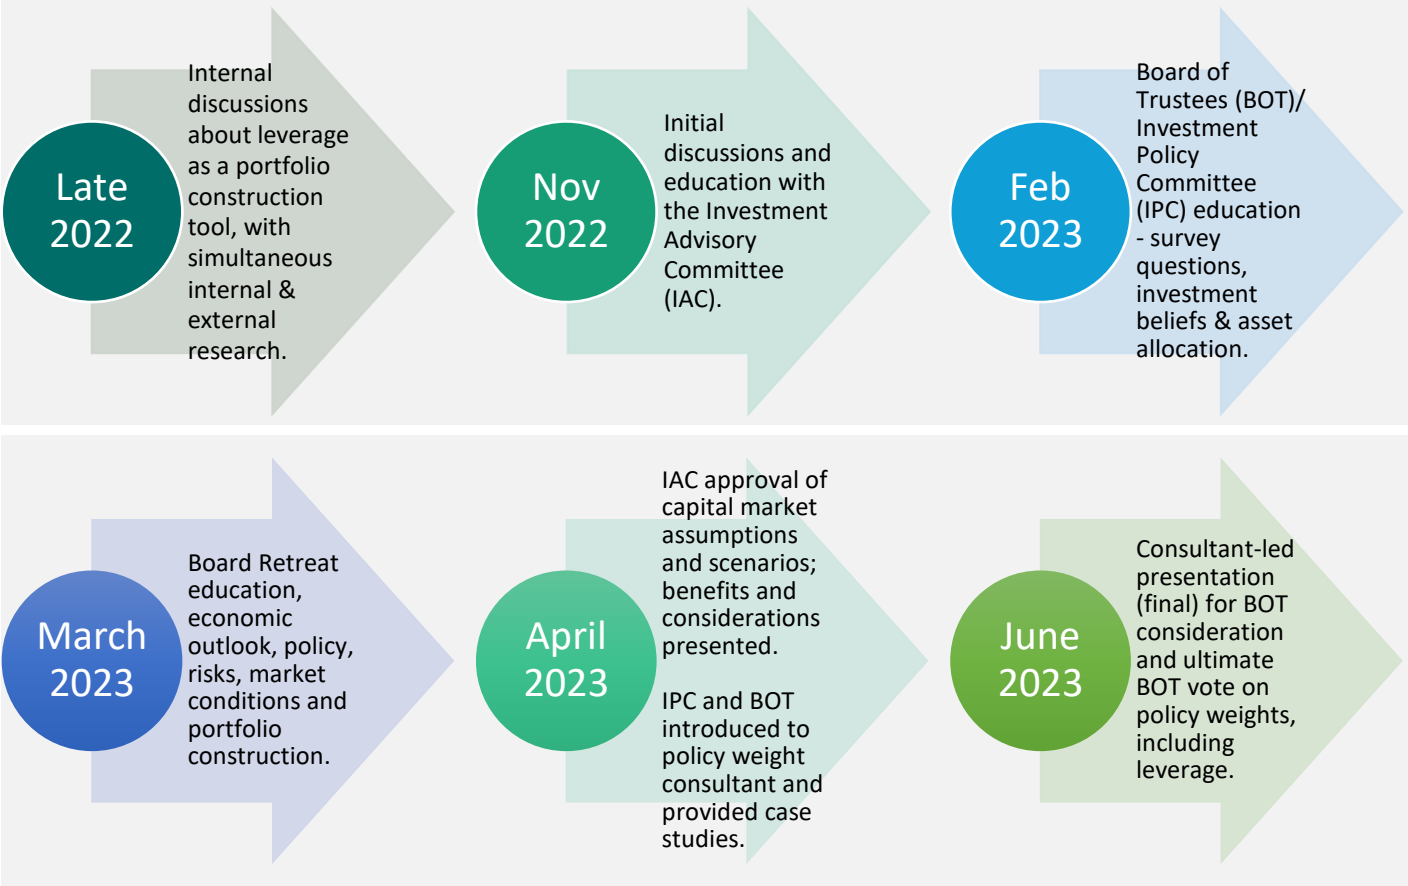 Late
2022
Internal
discussions
about leverage
as a portfolio
construction
tool, with
simultaneous
internal &
external
research.
Nov
2022
Initial
discussions and
education with
the Investment
Advisory
Committee
(IAC).
Feb
2023
Board of
Trustees (BOT)/
Investment
Policy
Committee
(IPC) education
- survey
questions,
investment
beliefs & asset
allocation.
March
2023
Board Retreat
education,
economic
outlook, policy,
risks, market
conditions and
portfolio
construction.
April
2023
IAC approval of
capital market
assumptions
and scenarios;
benefits and
considerations
presented.
IPC and BOT
introduced to
policy weight
consultant and
provided case
studies.
June
2023
Consultant-led
presentation
(final) for BOT
consideration
and ultimate
BOT vote on
policy weights,
including
leverage.